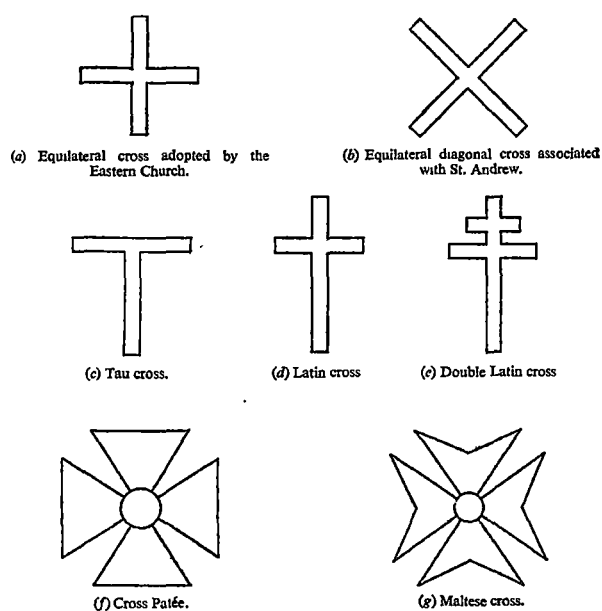 (a) Equilateral cross adopted by the
Eastern Church.
(b) Equilateral diagonal cross associated
with St. Andrew.
(c) Tau cross.
(d) Latin cross
(e) Double Latin cross
(f) Cross Patée.
(g) Maltese cross.